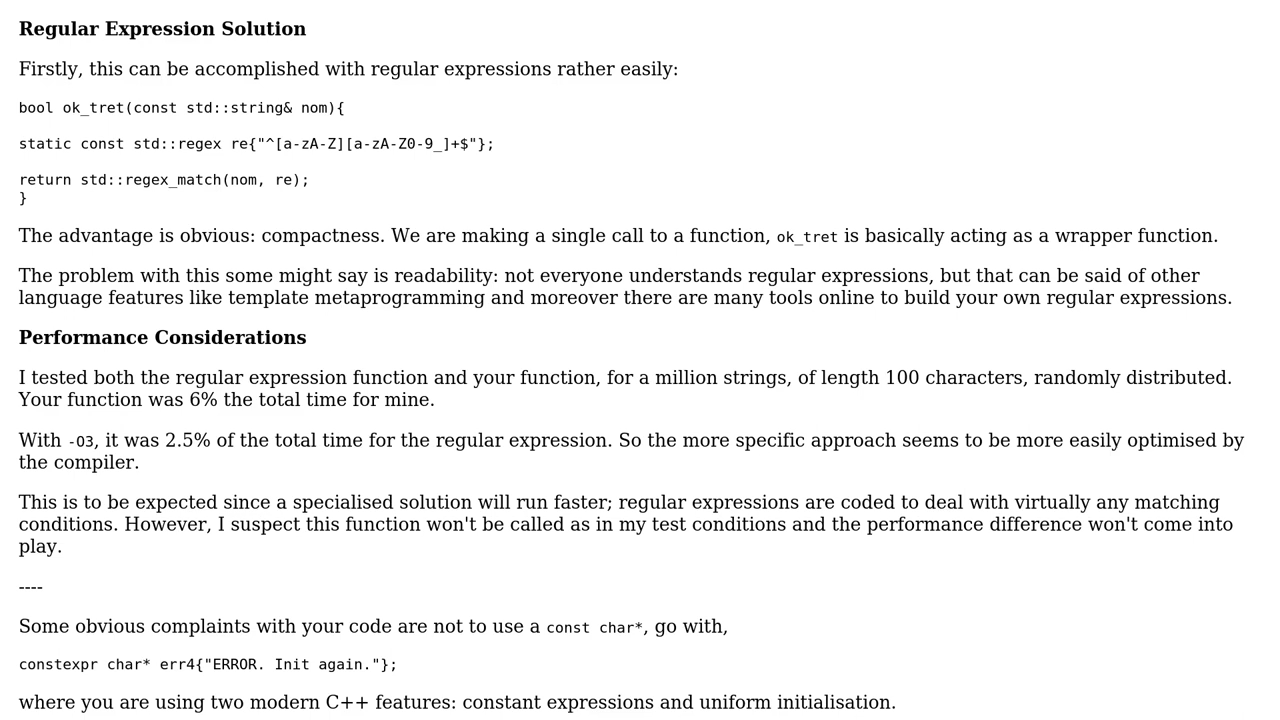 Regular Expression Solution
Firstly, this can be accomplished with regular expressions rather easily:
bool ok_tret(const std::string& nom){
static const std::regex re{"^[a-zA-Z][a-zA-Z0-9_]+$"};
return std::regex_match(nom, re);
}
The advantage is obvious: compactness. We are making a single call to a function, ok_tret is basically acting as a wrapper function.
The problem with this some might say is readability: not everyone understands regular expressions, but that can be said of other
language features like template metaprogramming and moreover there are many tools online to build your own regular expressions.
Performance Considerations
I tested both the regular expression function and your function, for a million strings, of length 100 characters, randomly distributed.
Your function was 6% the total time for mine.
With -O3, it was 2.5% of the total time for the regular expression. So the more specific approach seems to be more easily optimised by
the compiler.
This is to be expected since a specialised solution will run faster; regular expressions are coded to deal with virtually any matching
conditions. However, I suspect this function won't be called as in my test conditions and the performance difference won't come into
play.
----
Some obvious complaints with your code are not to use a const char*, go with,
constexpr char* err4{"ERROR. Init again."};
where you are using two modern C++ features: constant expressions and uniform initialisation.